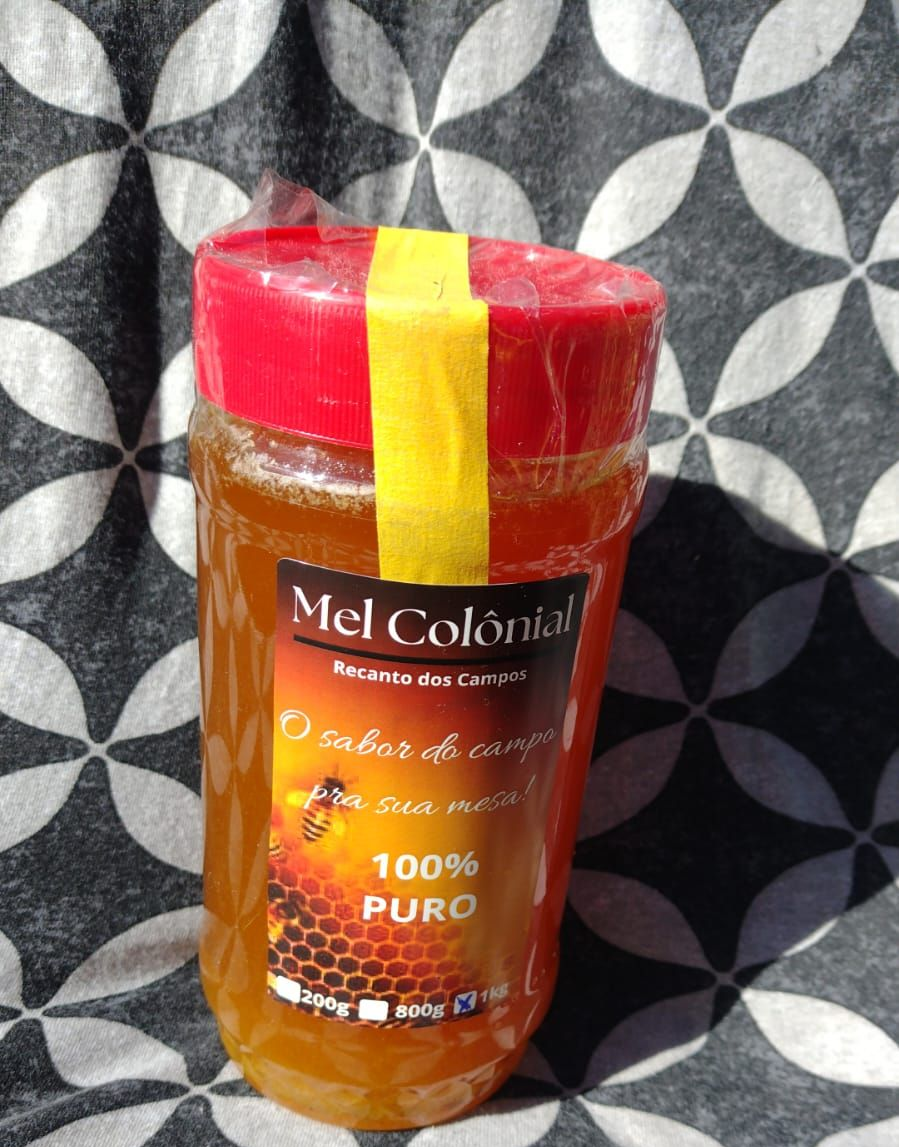 Mel Colônial
Recanto dos Campos
O sabor do campo
pra sua mesa!
100%
PURO
200g 800g 1kg